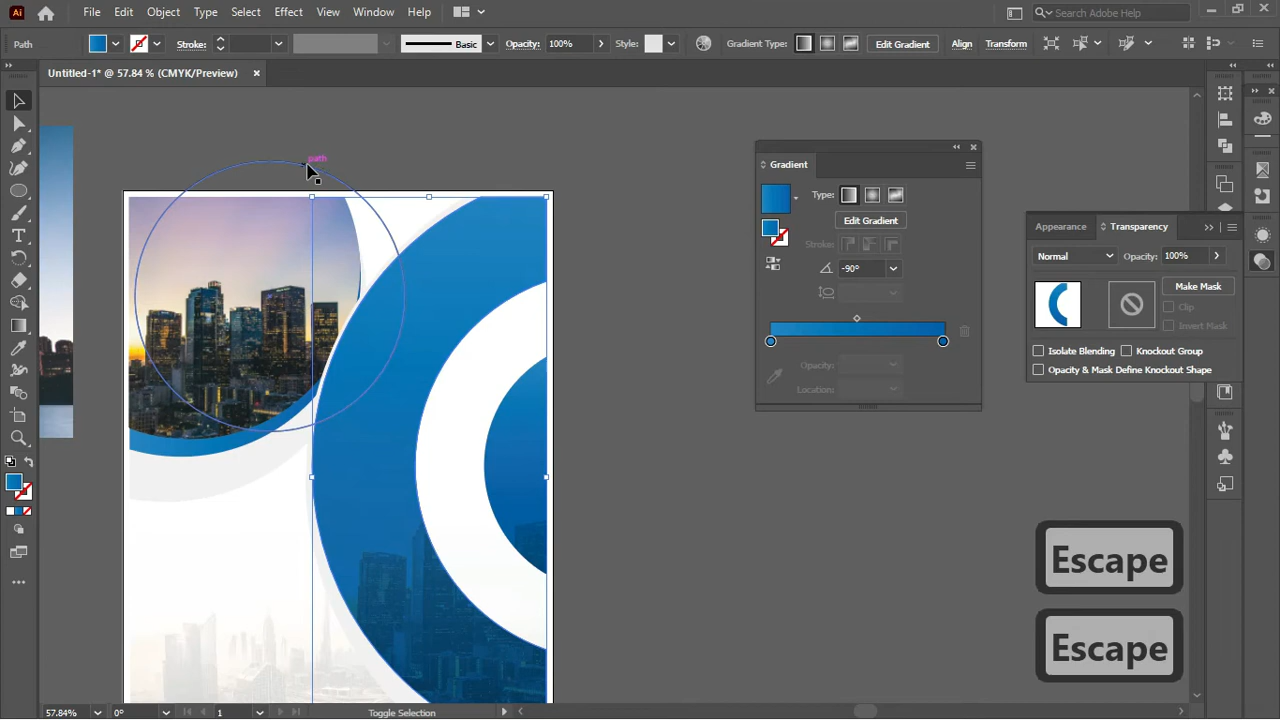 Ai File Edit Object Type Select Effect View Window Help Search Adobe Help
Path Stroke: Basic Opacity: 100% Style: Gradient Type: Edit Gradient Align Transform
Untitled-1* @ 57.84 % (CMYK/Preview) ×
path
Gradient
Type:
Edit Gradient
Stroke:
-90°
Opacity:
Location:
Appearance Transparency
Normal Opacity: 100%
Make Mask
Clip
Invert Mask
Isolate Blending Knockout Group
Opacity & Mask Define Knockout Shape
Escape
Escape
57.84% 0° 1 Toggle Selection